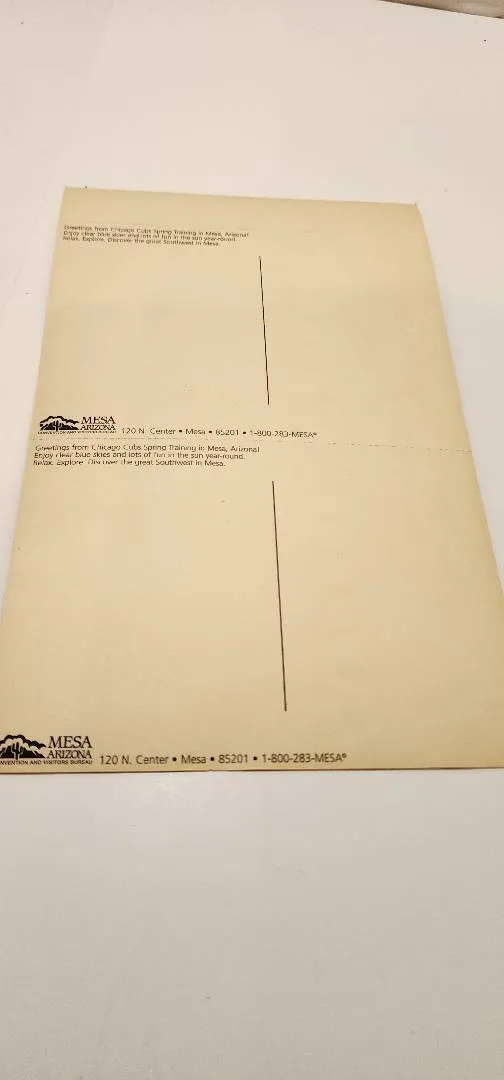 Greetings from Chicago Cubs Spring Training in Mesa, Arizona!
Enjoy clear blue skies and lots of fun in the sun year-round.
Relax. Explore. Discover the great Southwest in Mesa.
MESA
ARIZONA
CONVENTION AND VISITORS BUREAU
120 N. Center • Mesa • 85201 • 1-800-283-MESA®
Greetings from Chicago Cubs Spring Training in Mesa, Arizona!
Enjoy clear blue skies and lots of fun in the sun year-round.
Relax. Explore. Discover the great Southwest in Mesa.
MESA
ARIZONA
NVENTION AND VISITORS BUREAU
120 N. Center • Mesa • 85201 • 1-800-283-MESA®